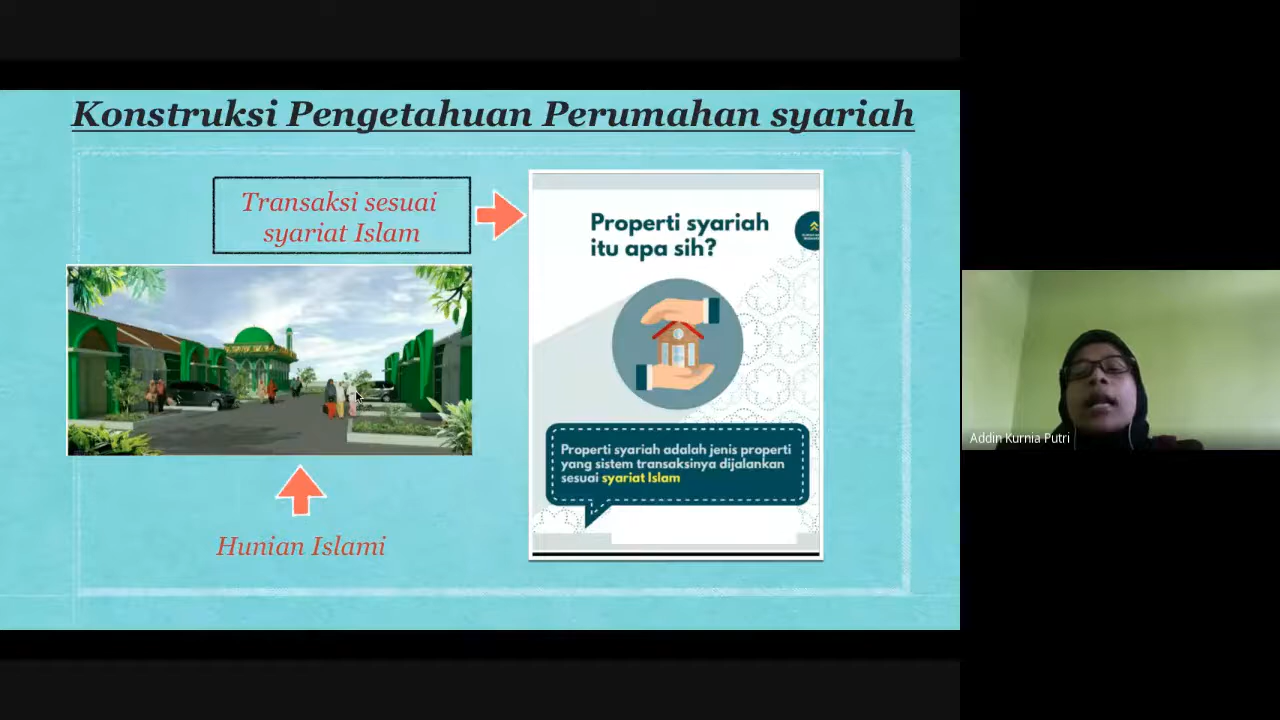 Konstruksi Pengetahuan Perumahan syariah
Transaksi sesuai
syariat Islam
Properti syariah
itu apa sih?
Properti syariah adalah jenis properti
yang sistem transaksinya dijalankan
sesuai syariat Islam
Hunian Islami
Addin Kurnia Putri